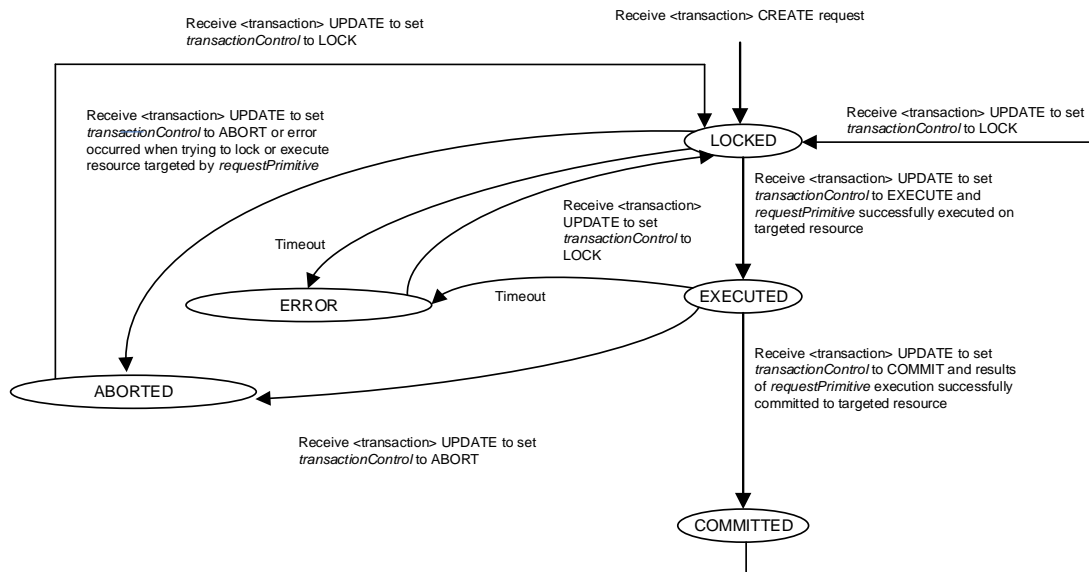 Receive <transaction> CREATE request
Receive <transaction> UPDATE to set
transactionControl to LOCK
Receive <transaction> UPDATE to set
transactionControl to ABORT or error
occurred when trying to lock or execute
resource targeted by requestPrimitive
Receive <transaction> UPDATE to set
transactionControl to LOCK
LOCKED
Receive <transaction> UPDATE to set
transactionControl to EXECUTE and
requestPrimitive successfully executed on
targeted resource
Receive <transaction>
UPDATE to set
transactionControl to
LOCK
Timeout
ERROR
Timeout
EXECUTED
Receive <transaction> UPDATE to set
transactionControl to COMMIT and results
of requestPrimitive execution successfully
committed to targeted resource
ABORTED
Receive <transaction> UPDATE to set
transactionControl to ABORT
COMMITTED